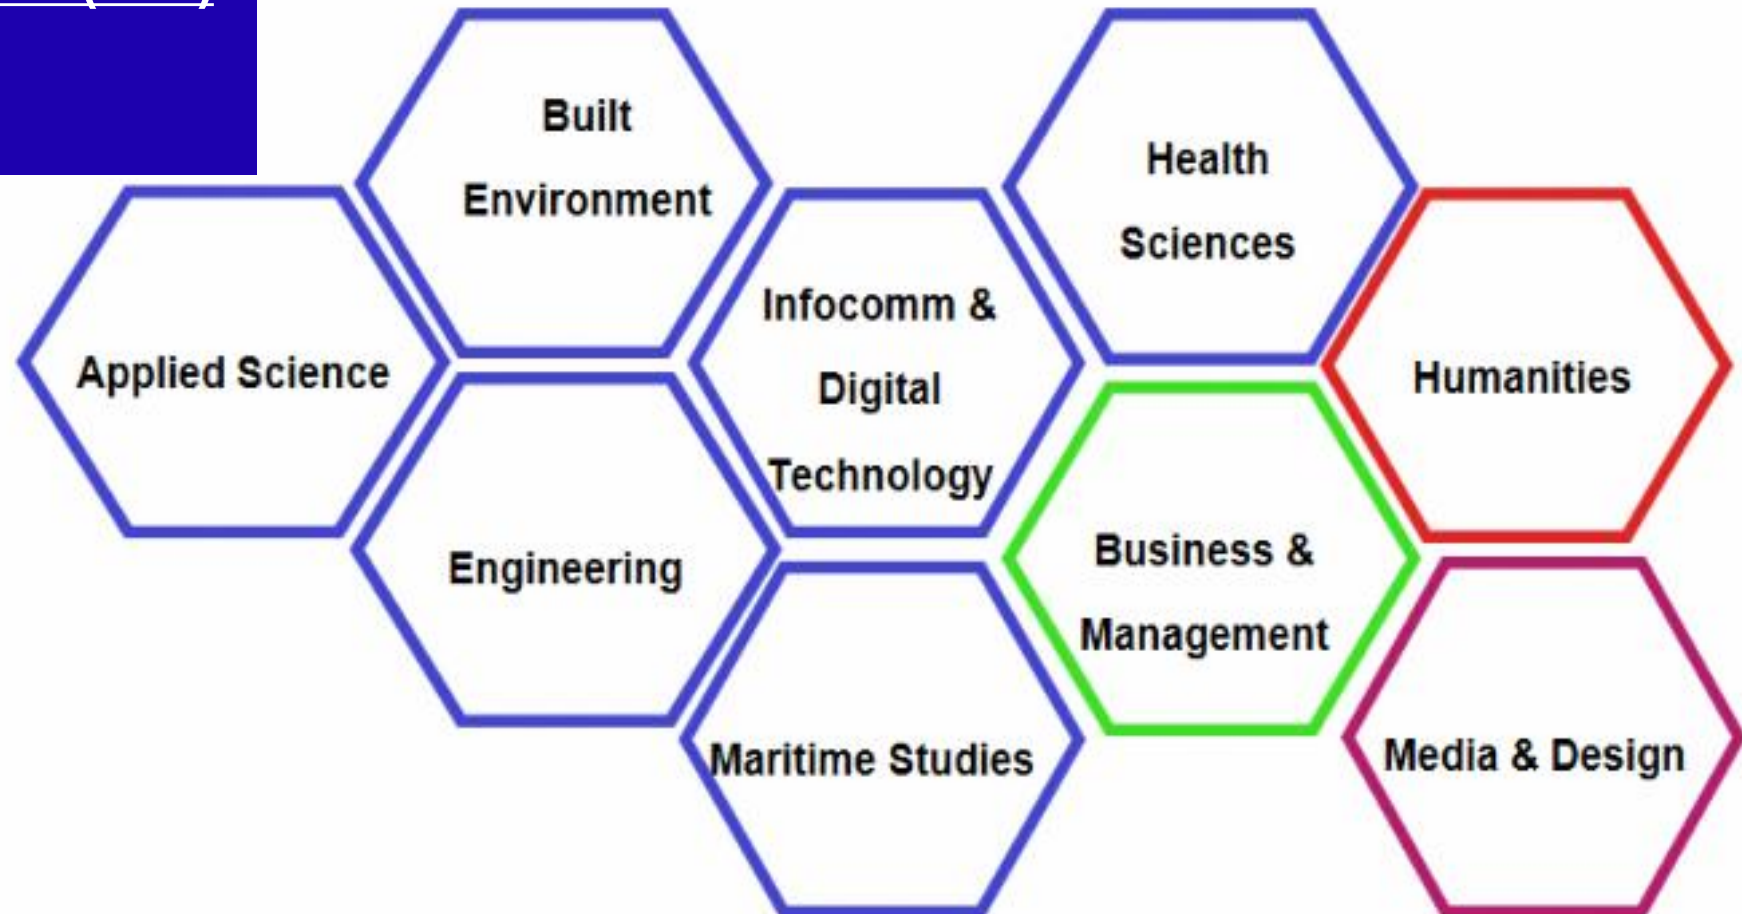 Built
Environment
Health
Sciences
Infocomm &
Digital
Technology
Applied Science
Humanities
Engineering
Business &
Management
Maritime Studies
Media & Design